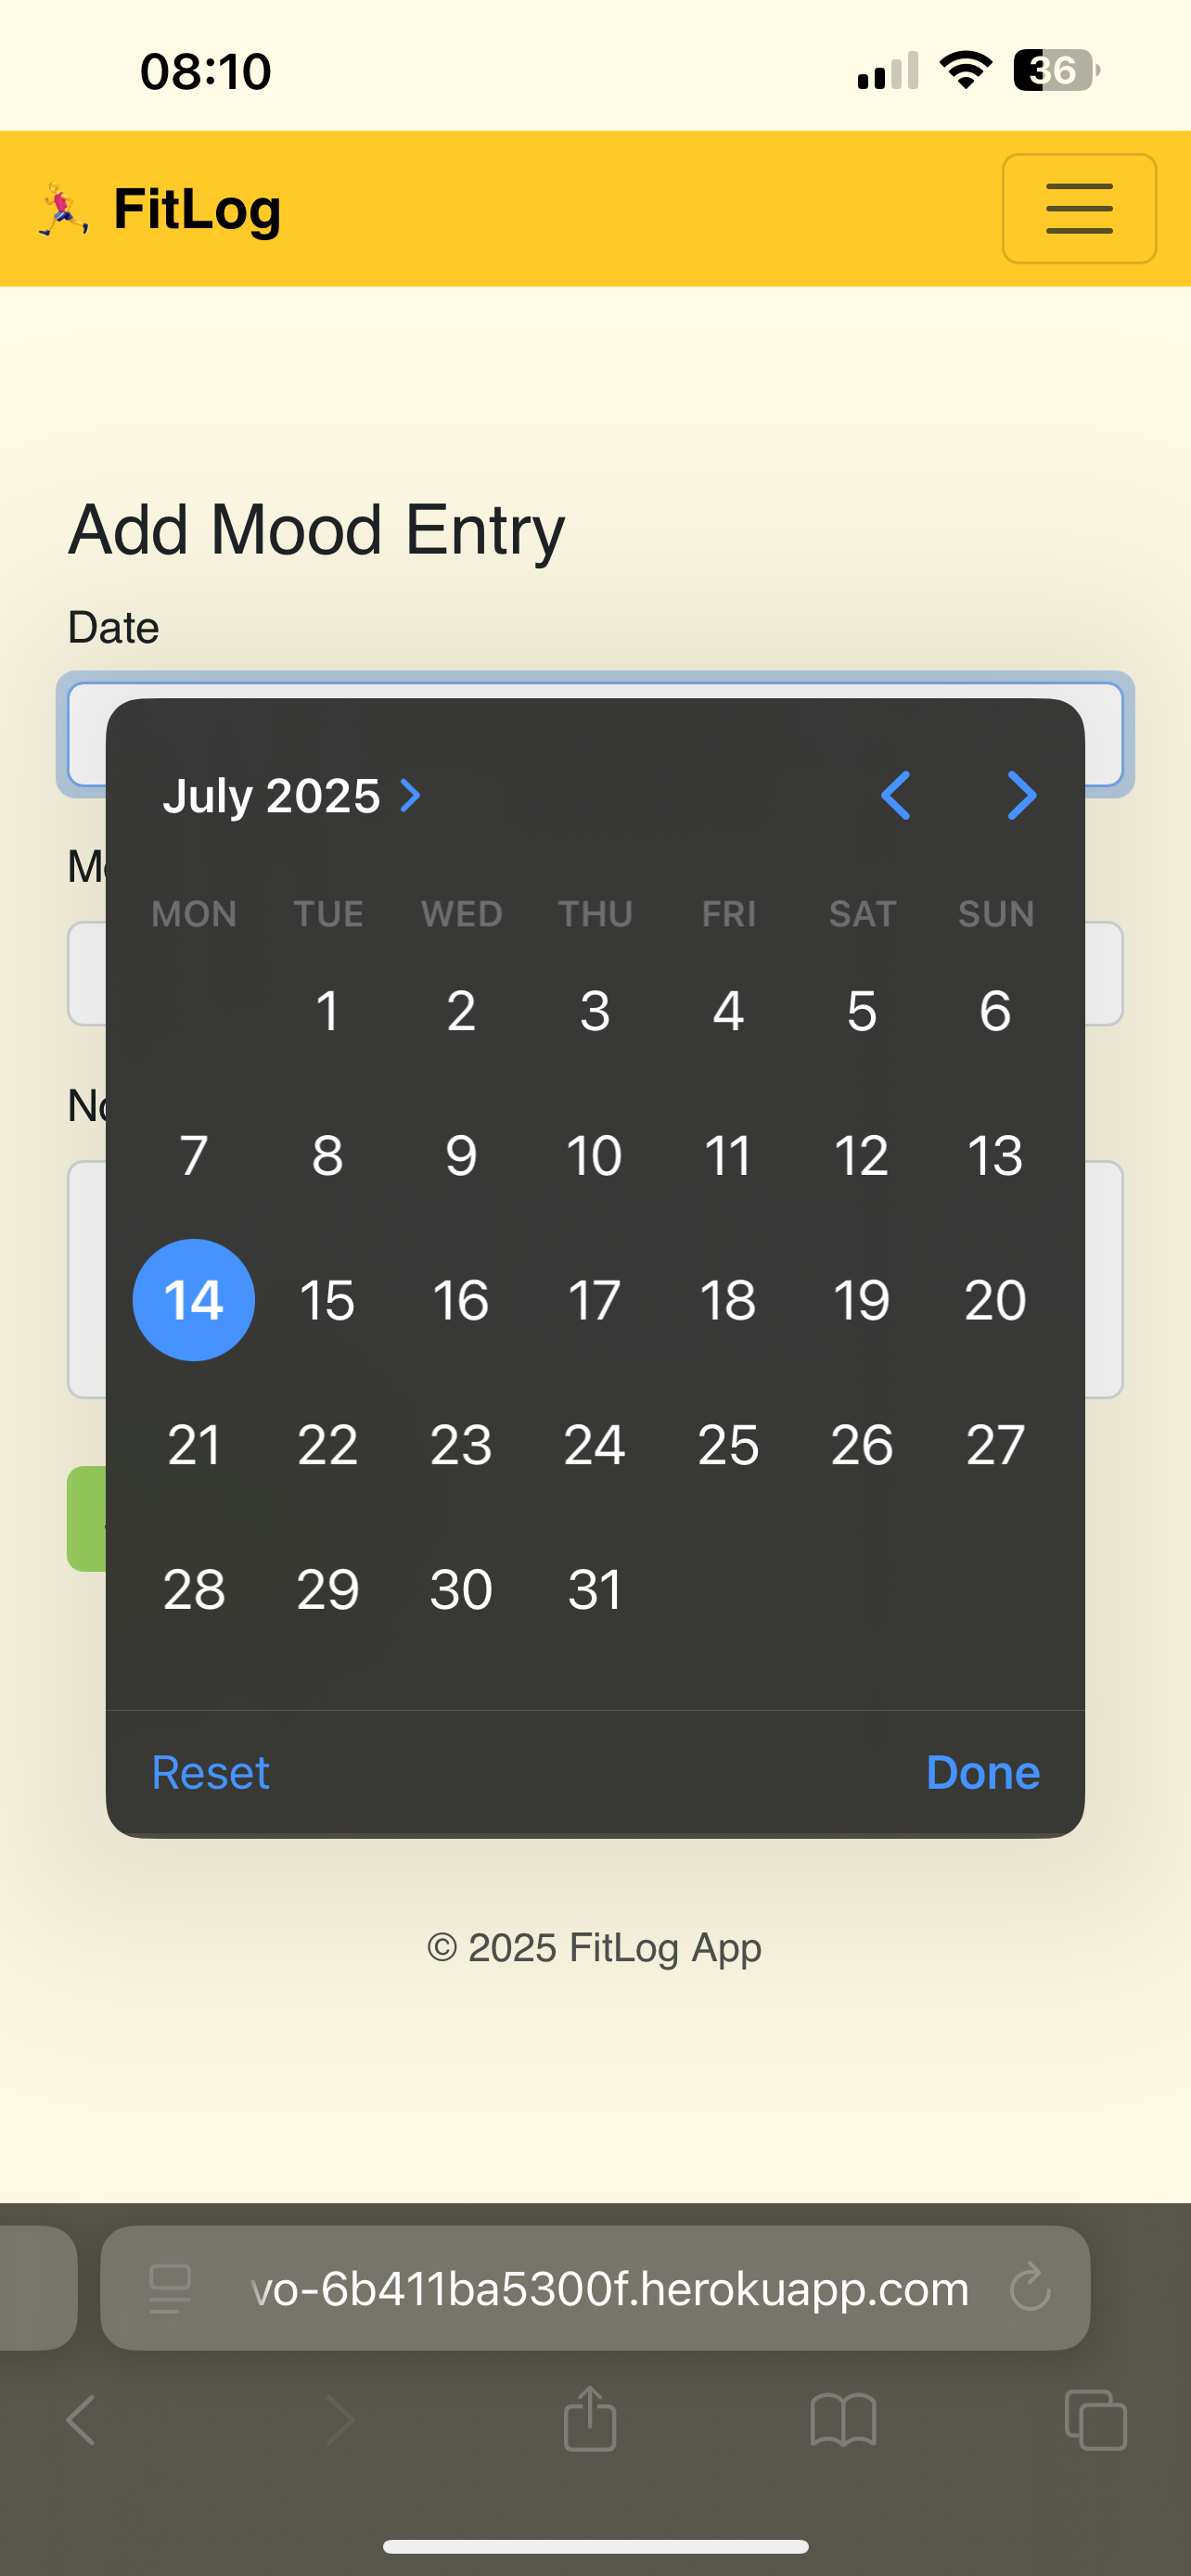 08:10
36
FitLog
Add Mood Entry
Date
July 2025
MON TUE WED THU FRI SAT SUN
1 2 3 4 5 6
7 8 9 10 11 12 13
14 15 16 17 18 19 20
21 22 23 24 25 26 27
28 29 30 31
Reset Done
© 2025 FitLog App
vo-6b411ba5300f.herokuapp.com